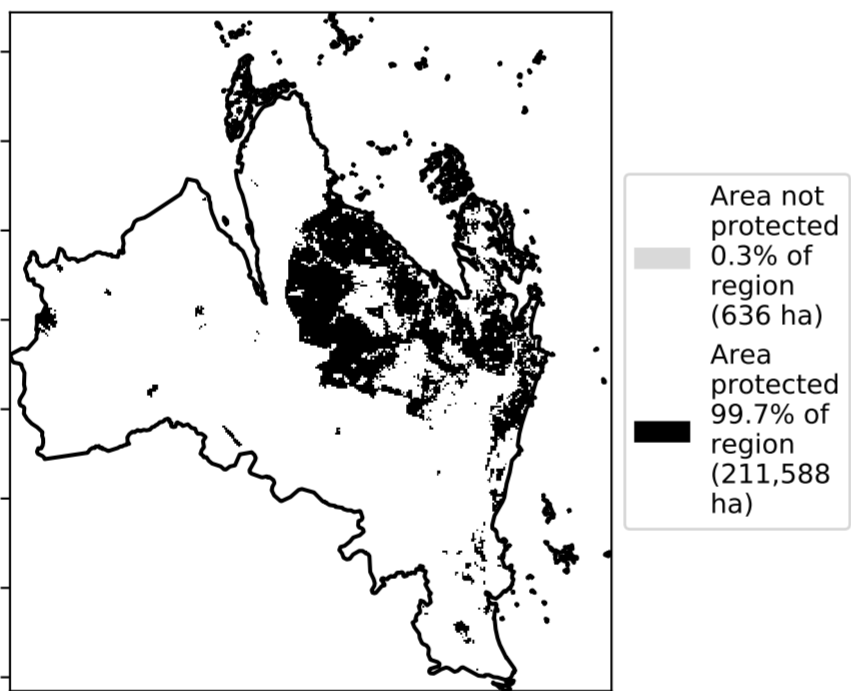 Area not
protected
0.3% of
region
(636 ha)
Area
protected
99.7% of
region
(211,588
ha)